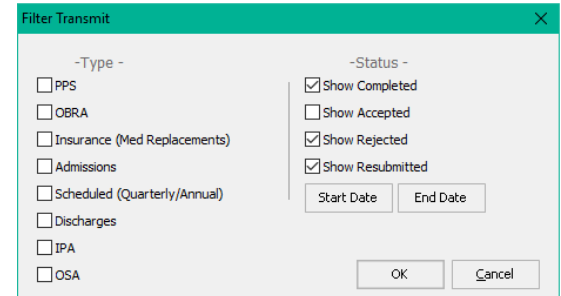 Filter Transmit
-Type -
PPS
OBRA
Insurance (Med Replacements)
Admissions
Scheduled (Quarterly/Annual)
Discharges
IPA
OSA
-Status -
Show Completed
Show Accepted
Show Rejected
Show Resubmitted
Start Date
End Date
OK
Cancel